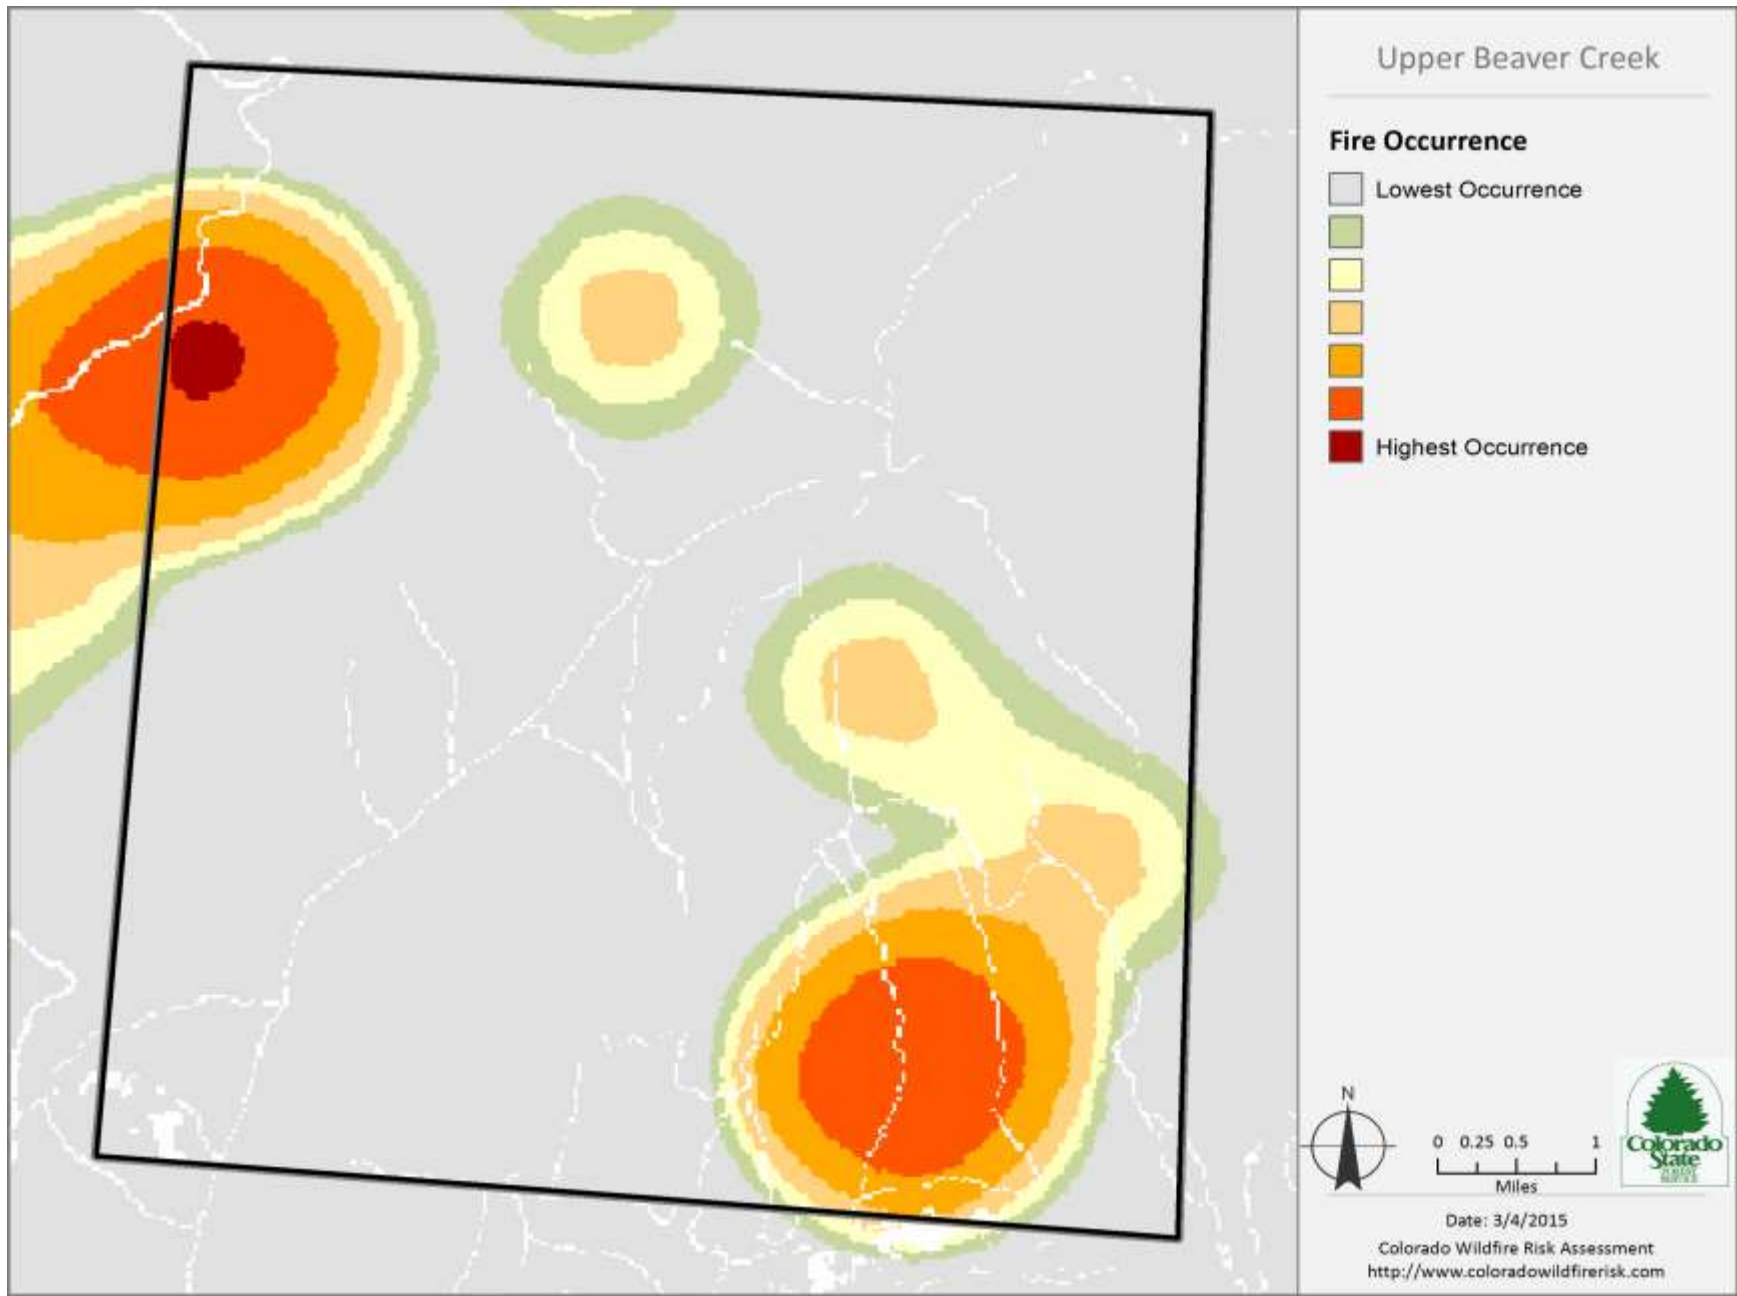 Upper Beaver Creek
Fire Occurrence
Lowest Occurrence
Highest Occurrence
N
0 0.25 0.5 1
Miles
Colorado
State
Date: 3/4/2015
Colorado Wildfire Risk Assessment
http://www.coloradowildfirerisk.com